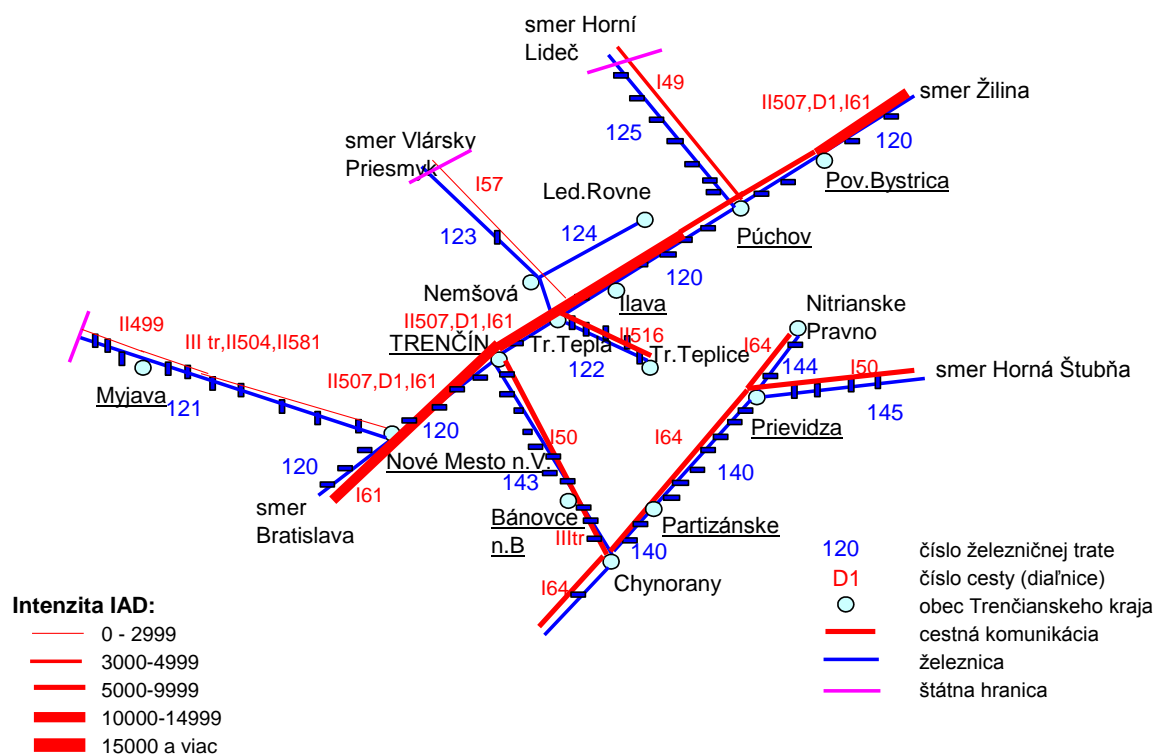 smer Horní
Lideč
I49
II507,D1,I61
smer Žilina
125
120
smer Vlársky
Priesmyk
I57
Led.Rovne
Pov.Bystrica
123
124
Púchov
120
Nemšová
Ilava
Nitrianske
Pravno
II499
III tr,II504,II581
II507,D1,I61
TRENČÍN
Tr.Teplá
II516
Tr.Teplice
I64
144
I50
smer Horná Štubňa
122
II507,D1,I61
Myjava
121
145
Prievidza
120
I50
I64
Nové Mesto n.V.
140
120
143
I61
smer
Bratislava
Bánovce
n.B
Partizánske
IIItr
140
120
číslo železničnej trate
Chynorany
D1
číslo cesty (diaľnice)
I64
obec Trenčianskeho kraja
Intenzita IAD:
0 - 2999
cestná komunikácia
3000-4999
železnica
5000-9999
štátna hranica
10000-14999
15000 a viac